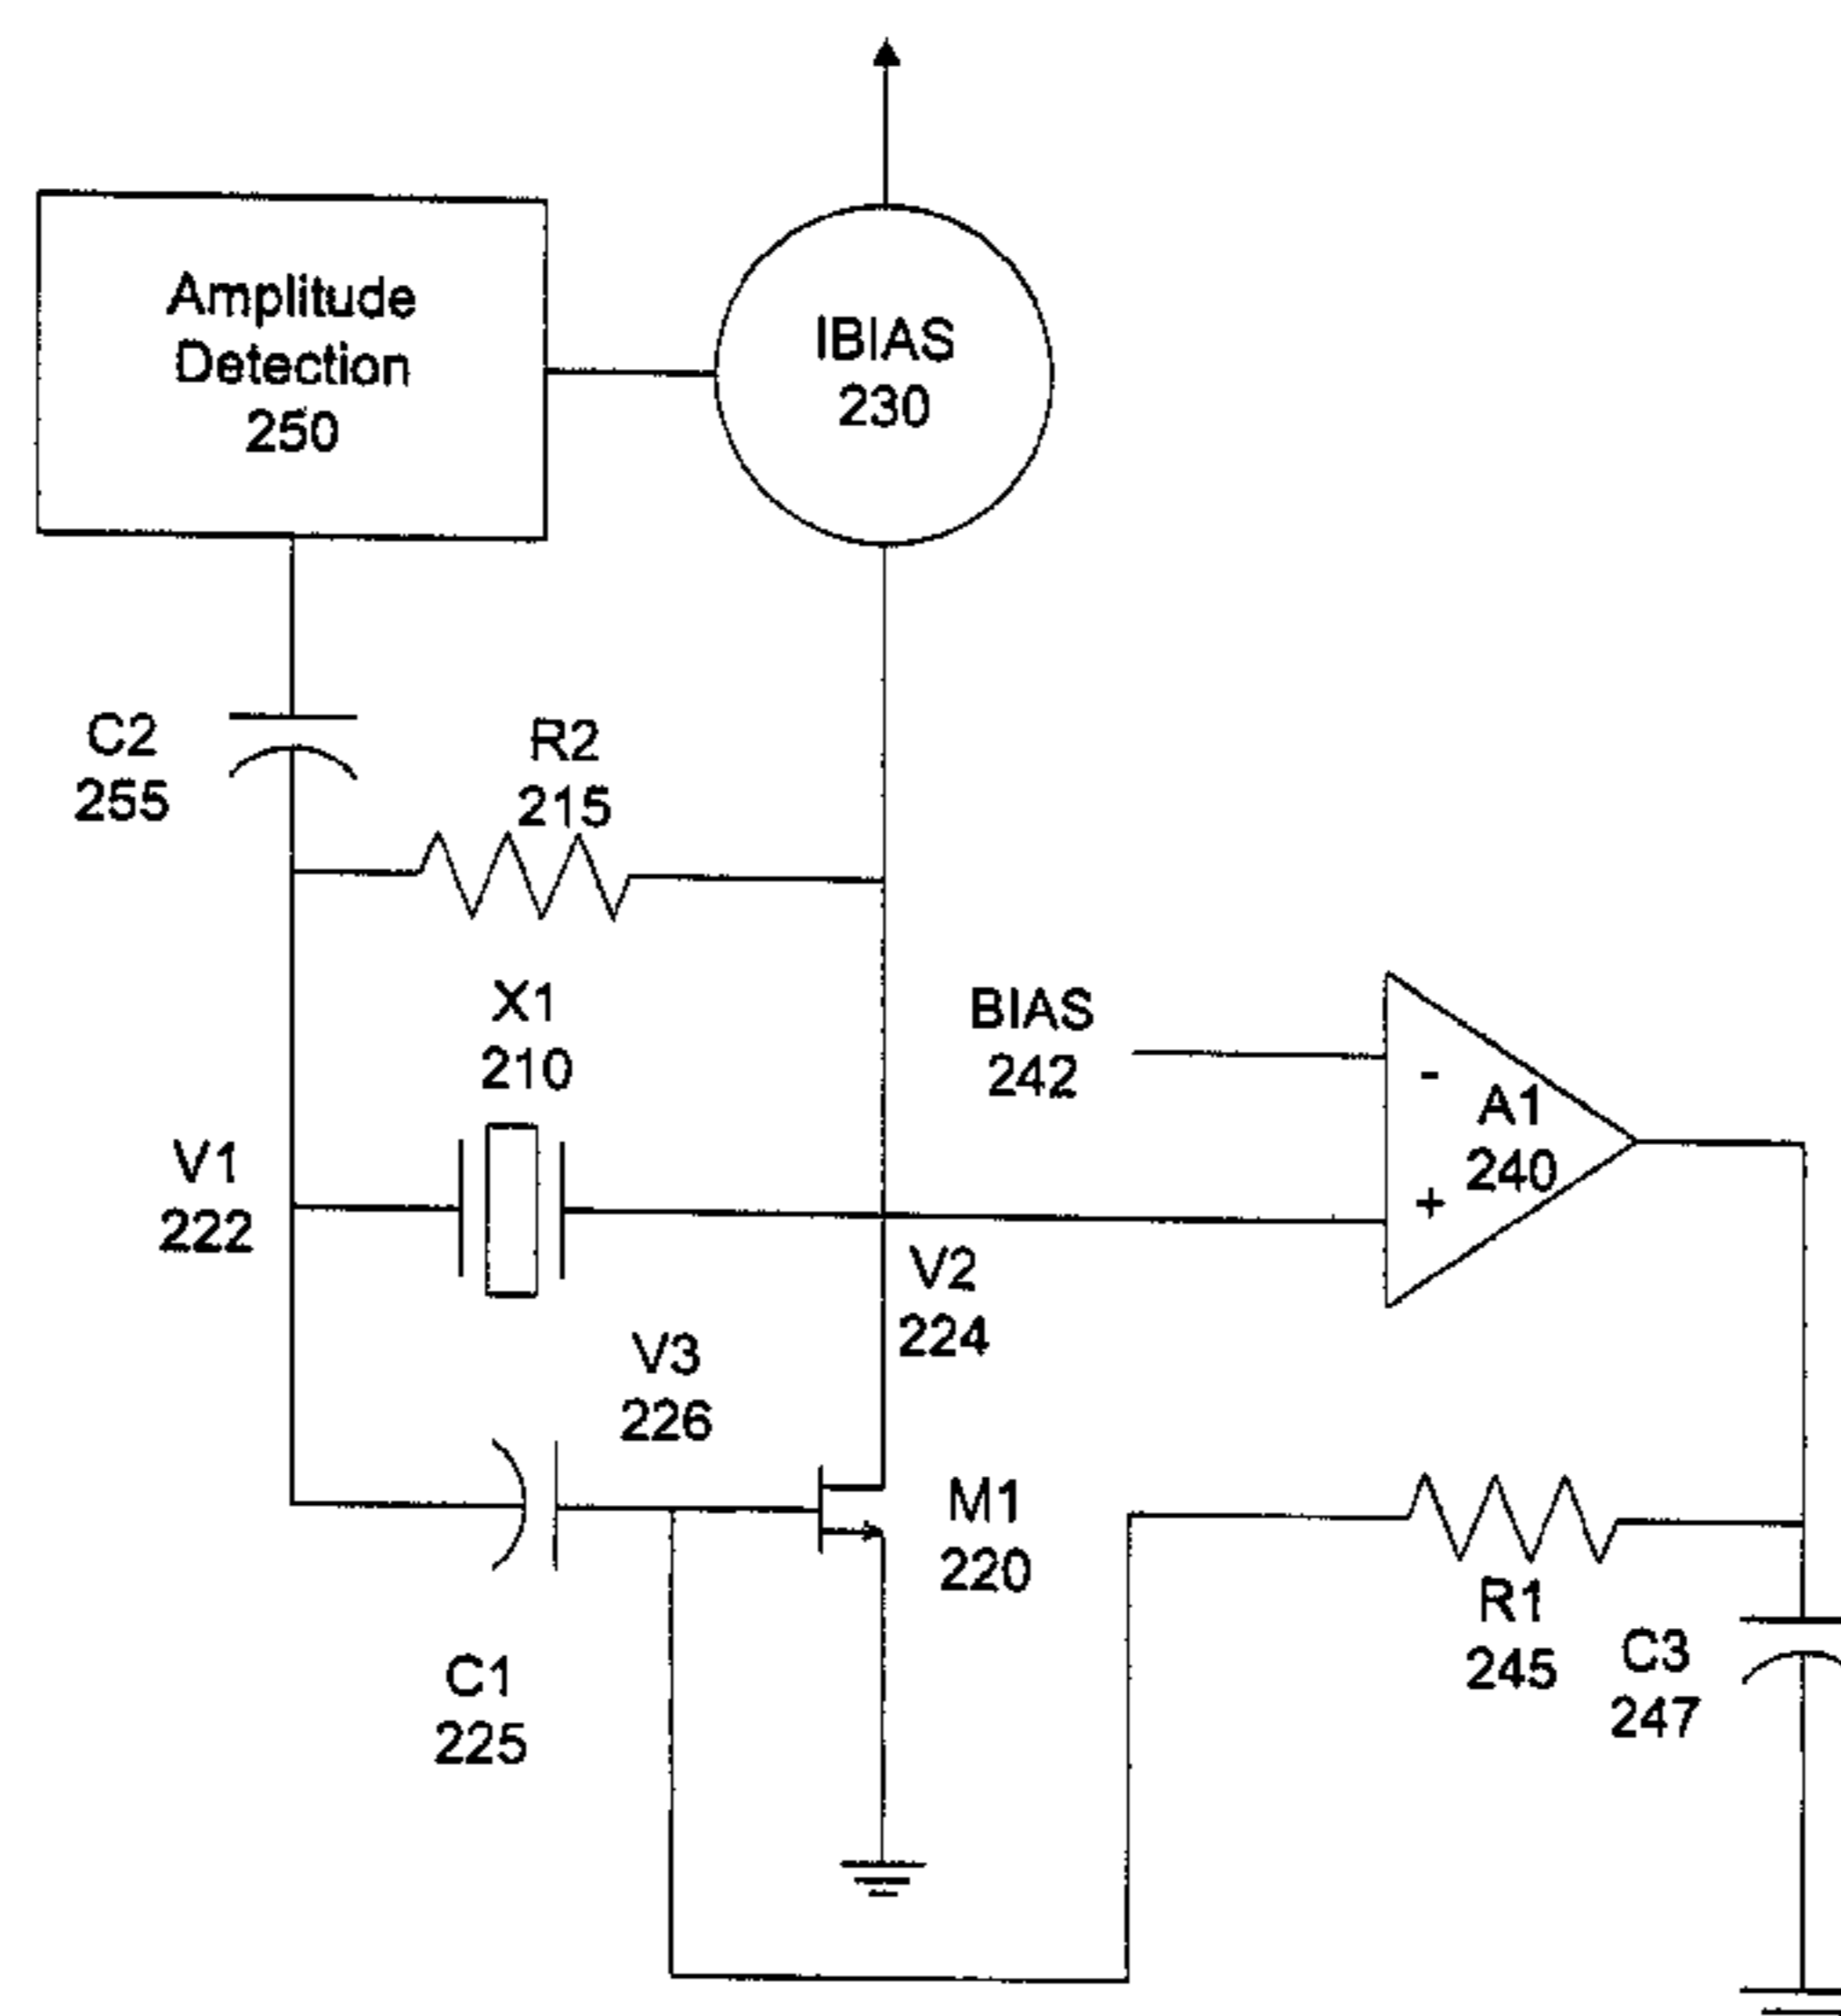 Amplitude
Detection
250
IBIAS
230
C2
255
R2
215
X1
210
BIAS
242
-
A1
240
+
V1
222
V2
224
V3
226
M1
220
R1
245
C3
247
C1
225